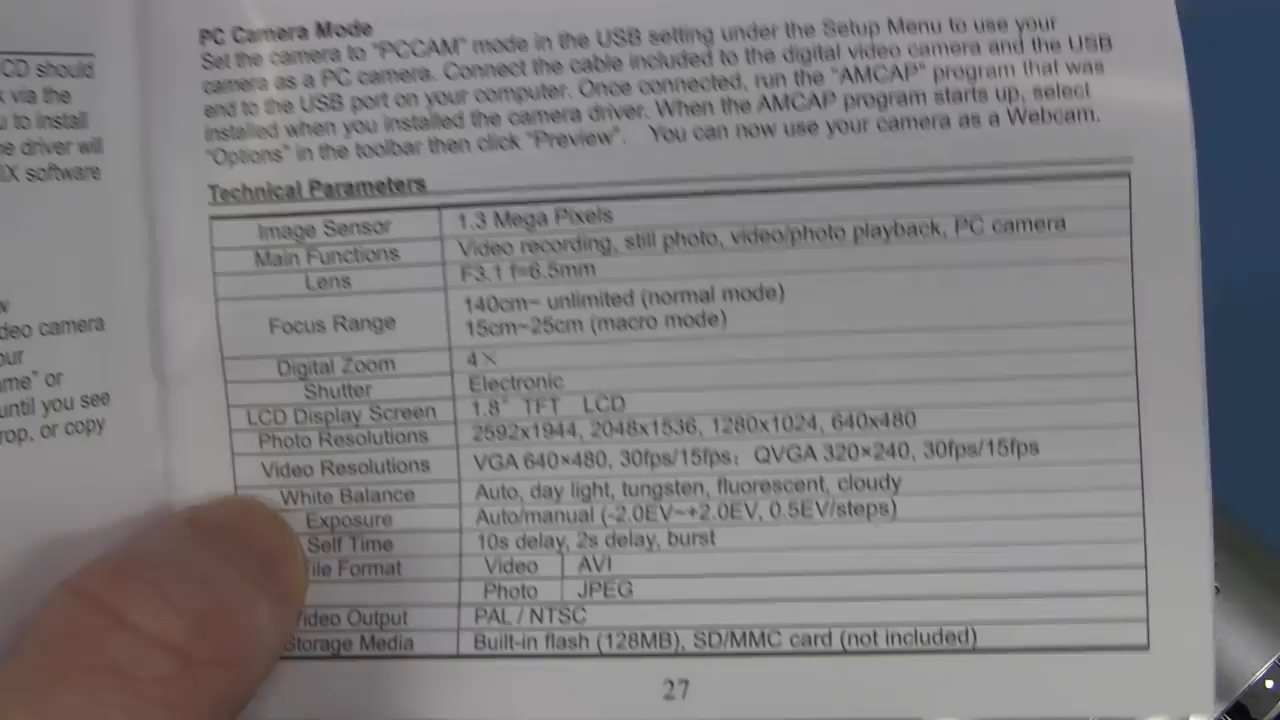 CD should
via the
u to install
e driver will
IX software
deo camera
our
me" or
until you see
rop, or copy
PC Camera Mode
Set the camera to "PCCAM" mode in the USB setting under the Setup Menu to use your
camera as a PC camera. Connect the cable included to the digital video camera and the USB
end to the USB port on your computer. Once connected, run the "AMCAP" program that was
installed when you installed the camera driver. When the AMCAP program starts up, select
"Options" in the toolbar then click "Preview". You can now use your camera as a Webcam.
Technical Parameters
Image Sensor 1.3 Mega Pixels
Main Functions Video recording, still photo, video/photo playback, PC camera
Lens F3.1 f=6.5mm
Focus Range 140cm~ unlimited (normal mode)
15cm~25cm (macro mode)
Digital Zoom 4×
Shutter Electronic
LCD Display Screen 1.8" TFT LCD
Photo Resolutions 2592x1944, 2048x1536, 1280x1024, 640x480
Video Resolutions VGA 640×480, 30fps/15fps; QVGA 320×240, 30fps/15fps
White Balance Auto, day light, tungsten, fluorescent, cloudy
Exposure Auto/manual (-2.0EV~+2.0EV, 0.5EV/steps)
Self Time 10s delay, 2s delay, burst
ile Format Video AVI
Photo JPEG
ideo Output PAL / NTSC
Storage Media Built-in flash (128MB), SD/MMC card (not included)
27